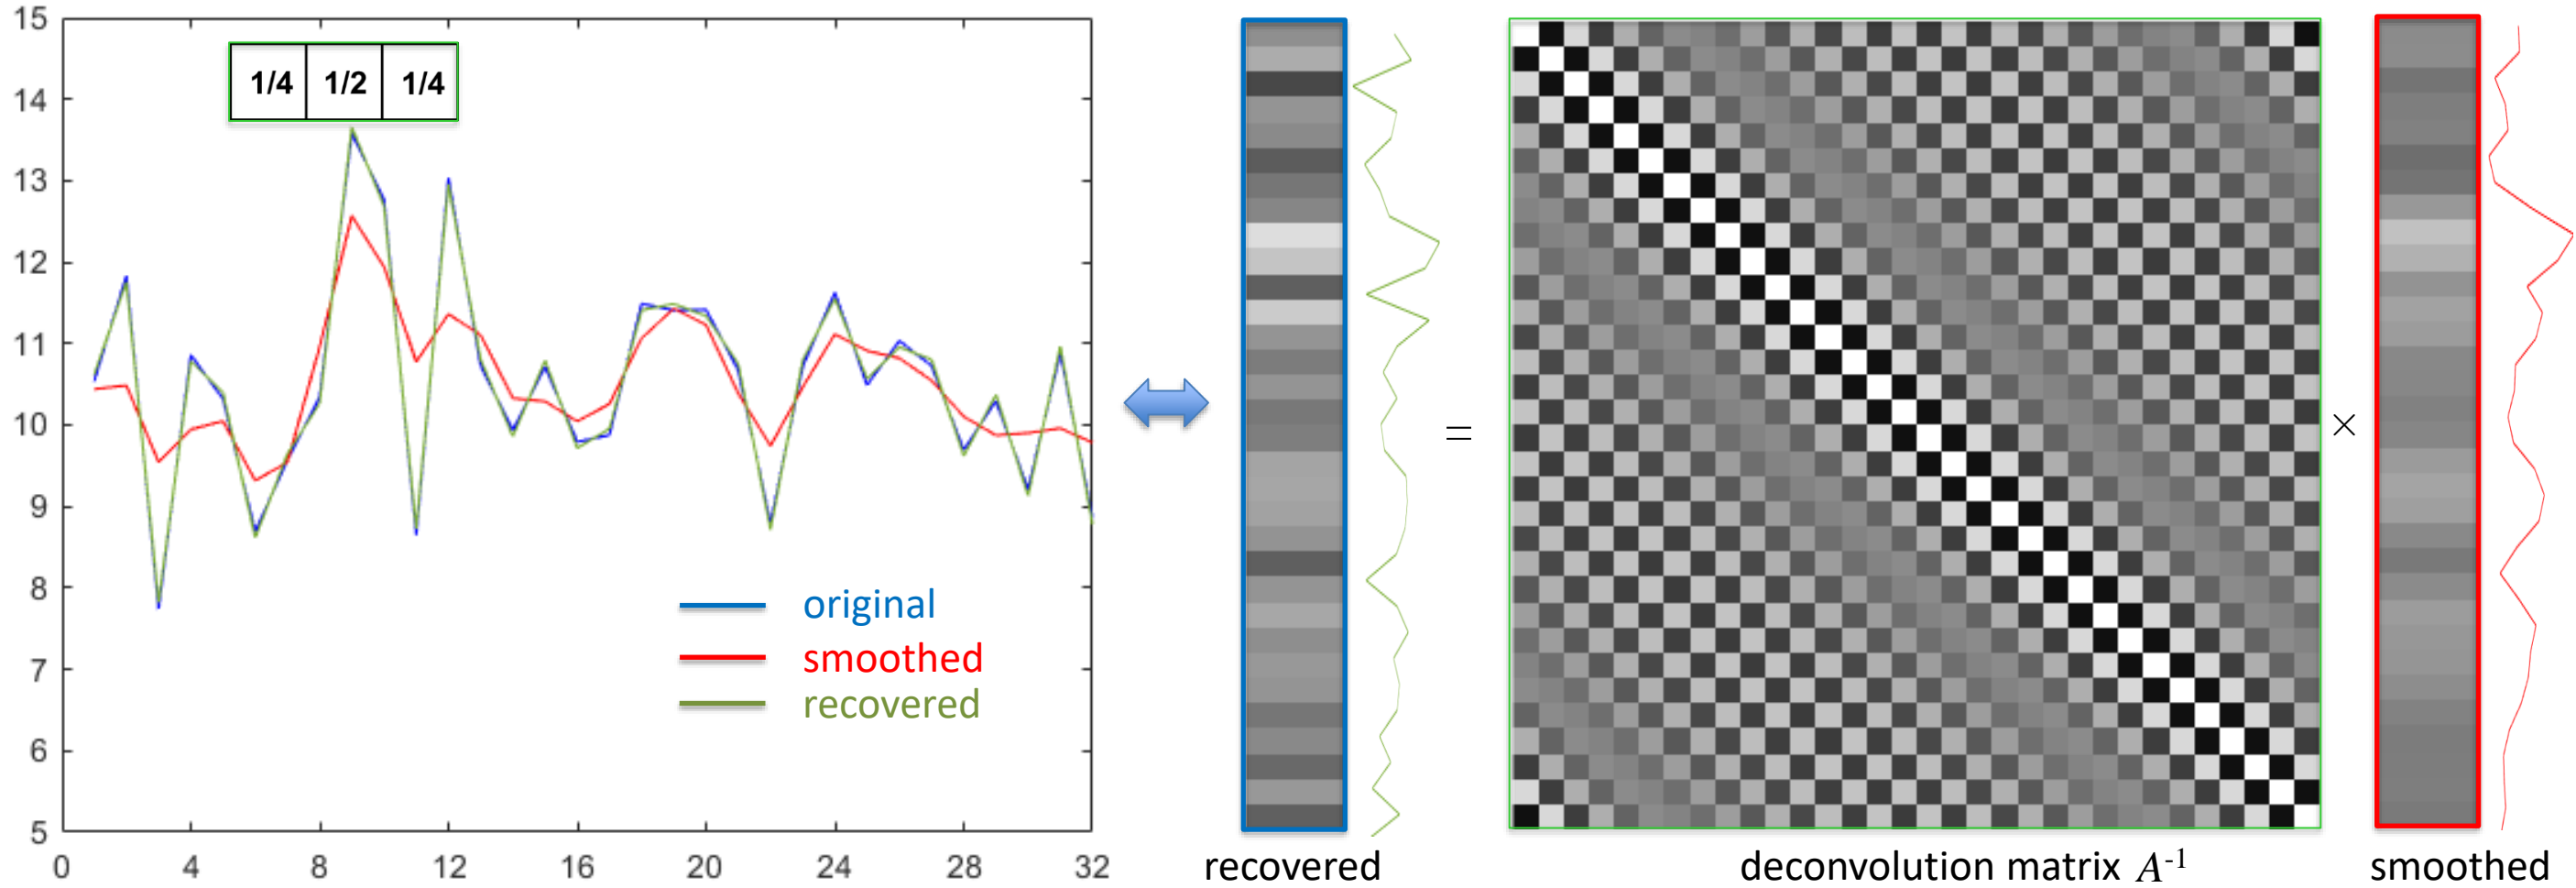 15
14
13
12
11
10
9
8
7
6
5
0 4 8 12 16 20 24 28 32
1/4 1/2 1/4
original
smoothed
recovered
=
×
recovered
deconvolution matrix A⁻¹
smoothed